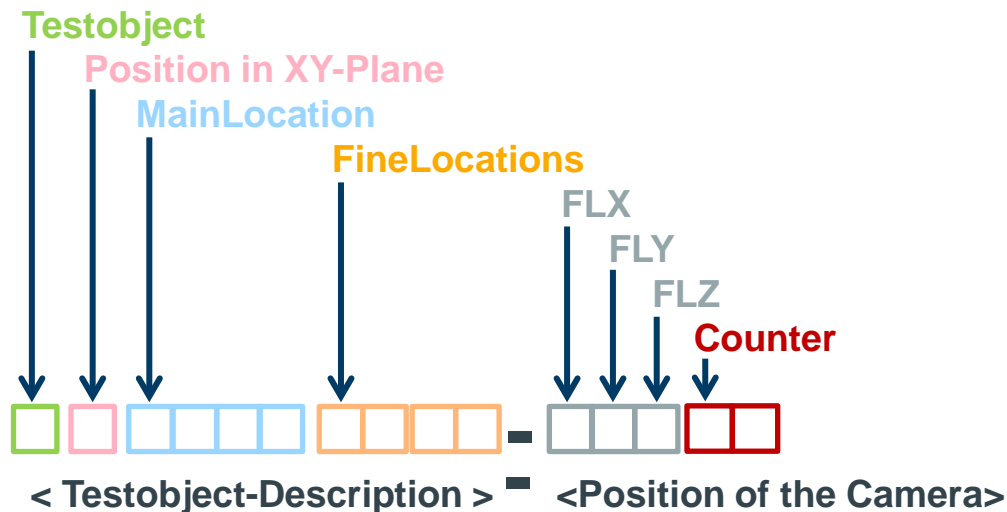 Testobject
Position in XY-Plane
MainLocation
FineLocations
FLX
FLY
FLZ
Counter
-
< Testobject-Description > - <Position of the Camera>